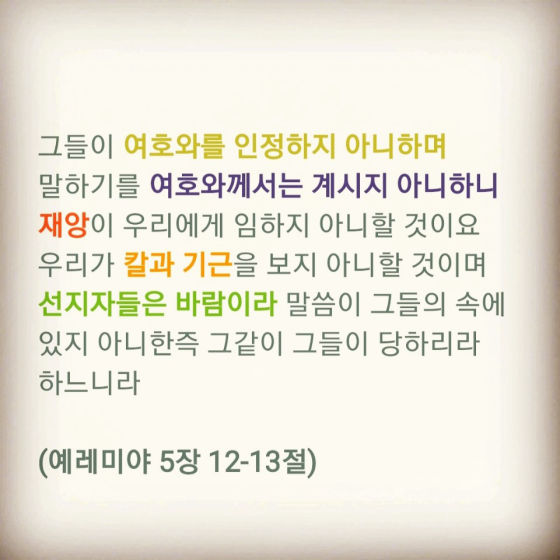 그들이 여호와를 인정하지 아니하며
말하기를 여호와께서는 계시지 아니하니
재앙이 우리에게 임하지 아니할 것이요
우리가 칼과 기근을 보지 아니할 것이며
선지자들은 바람이라 말씀이 그들의 속에
있지 아니한즉 그같이 그들이 당하리라
하느니라
(예레미야 5장 12-13절)